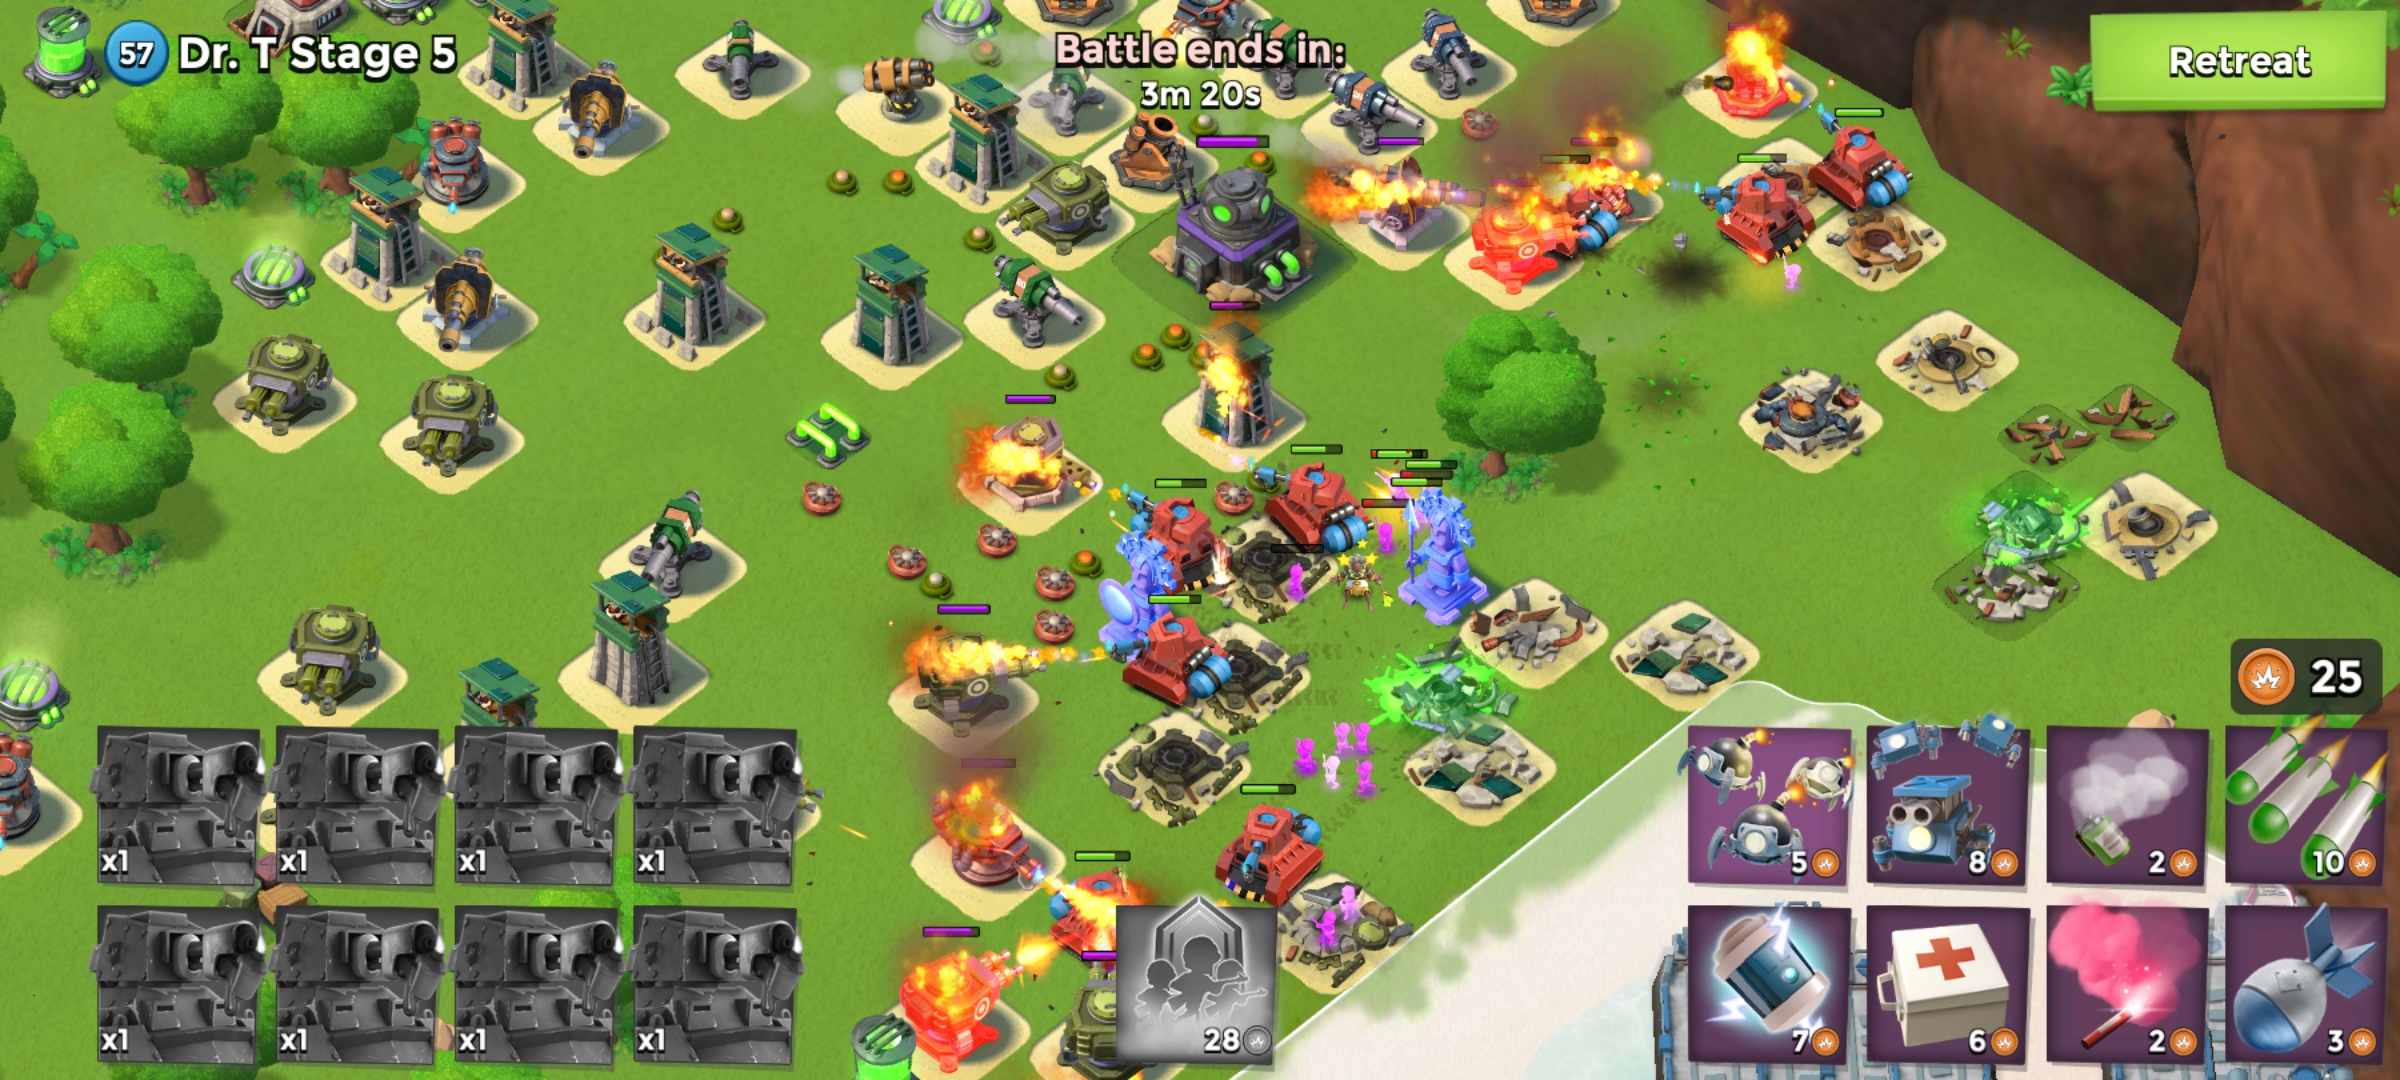 57 Dr. T Stage 5
Battle ends in:
3m 20s
Retreat
25
x1 x1 x1 x1
5 8 2 10
x1 x1 x1 x1
28
7 6 2 3